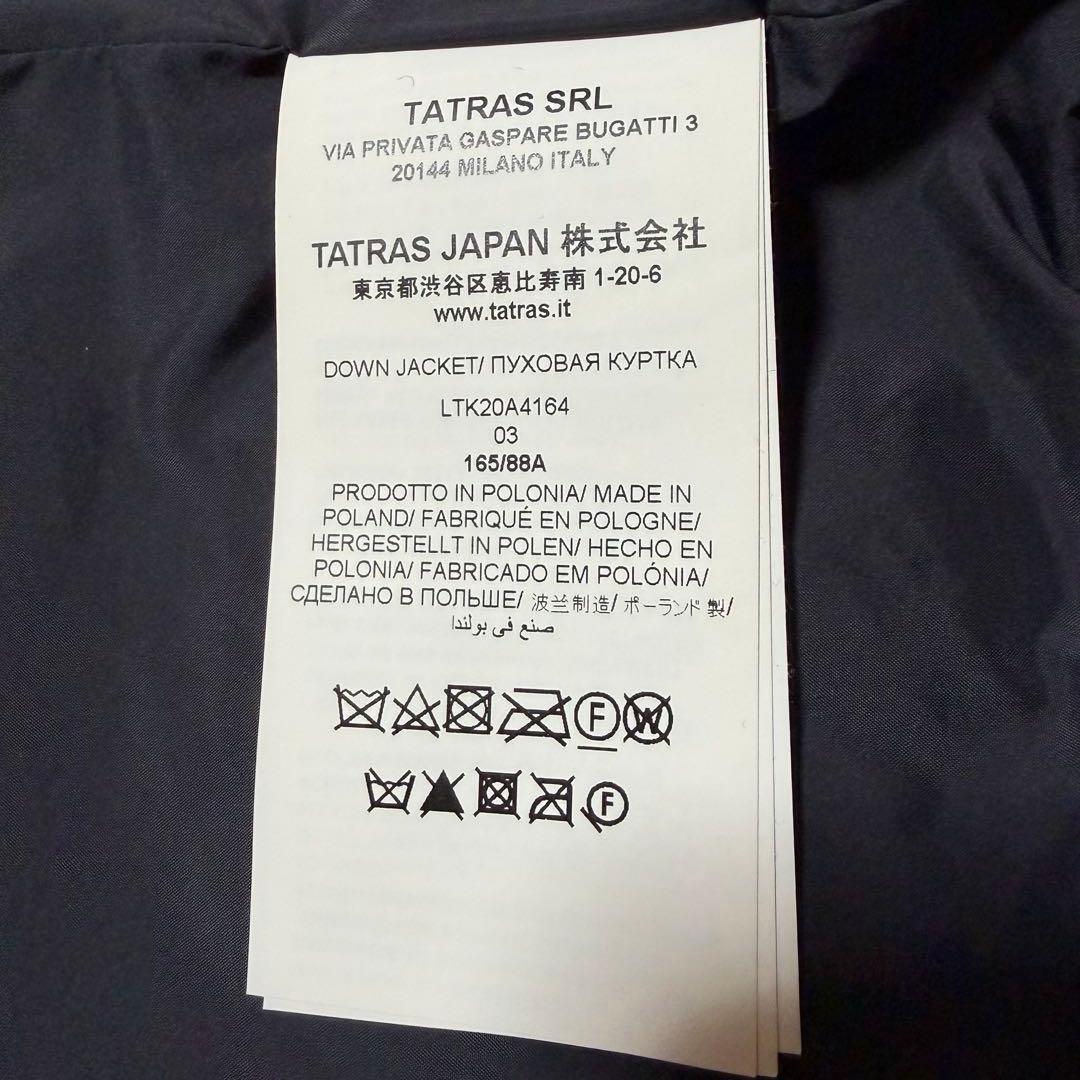 TATRAS SRL
VIA PRIVATA GASPARE BUGATTI 3
20144 MILANO ITALY
TATRAS JAPAN 株式会社
東京都渋谷区恵比寿南 1-20-6
www.tatras.it
DOWN JACKET/ ПУХОВАЯ КУРТКА
LTK20A4164
03
165/88A
PRODOTTO IN POLONIA/ MADE IN
POLAND/ FABRIQUÉ EN POLOGNE/
HERGESTELLT IN POLEN/ HECHO EN
POLONIA/ FABRICADO EM POLÓNIA/
СДЕЛАНО В ПОЛЬШЕ/ 波兰制造/ ポーランド製/
صنع في بولندا
F W
F